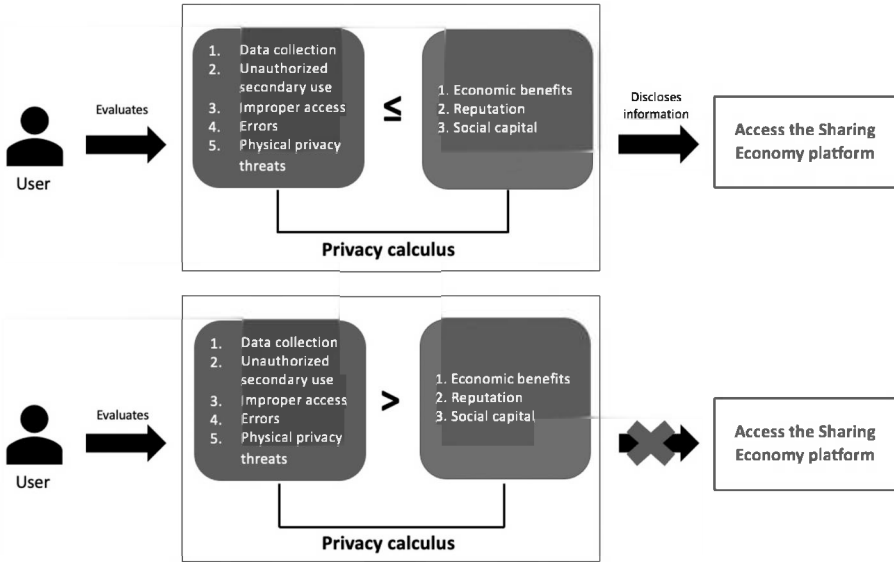 1. Data collection
2. Unauthorized
secondary use
3. Improper access
4. Errors
5. Physical privacy
threats
≤
1. Economic benefits
2. Reputation
3. Social capital
Evaluates
User
Discloses
information
Access the Sharing
Economy platform
Privacy calculus
1. Data collection
2. Unauthorized
secondary use
3. Improper access
4. Errors
5. Physical privacy
threats
>
1. Economic benefits
2. Reputation
3. Social capital
Evaluates
User
Access the Sharing
Economy platform
Privacy calculus